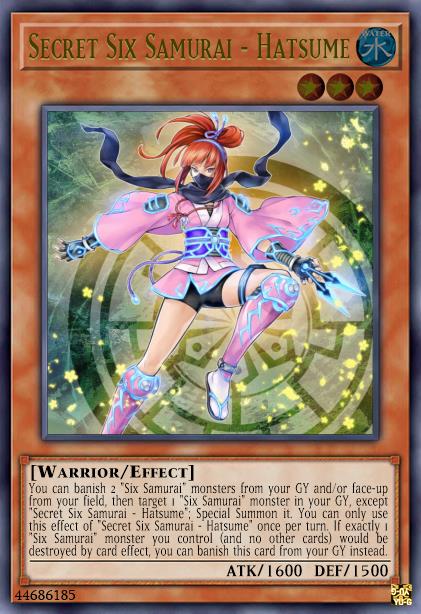 Secret Six Samurai - Hatsume
WATER
水
[Warrior/Effect]
You can banish 2 "Six Samurai" monsters from your GY and/or face-up
from your field, then target 1 "Six Samurai" monster in your GY, except
"Secret Six Samurai - Hatsume"; Special Summon it. You can only use
this effect of "Secret Six Samurai - Hatsume" once per turn. If exactly 1
"Six Samurai" monster you control (and no other cards) would be
destroyed by card effect, you can banish this card from your GY instead.
ATK/1600 DEF/1500
44686185